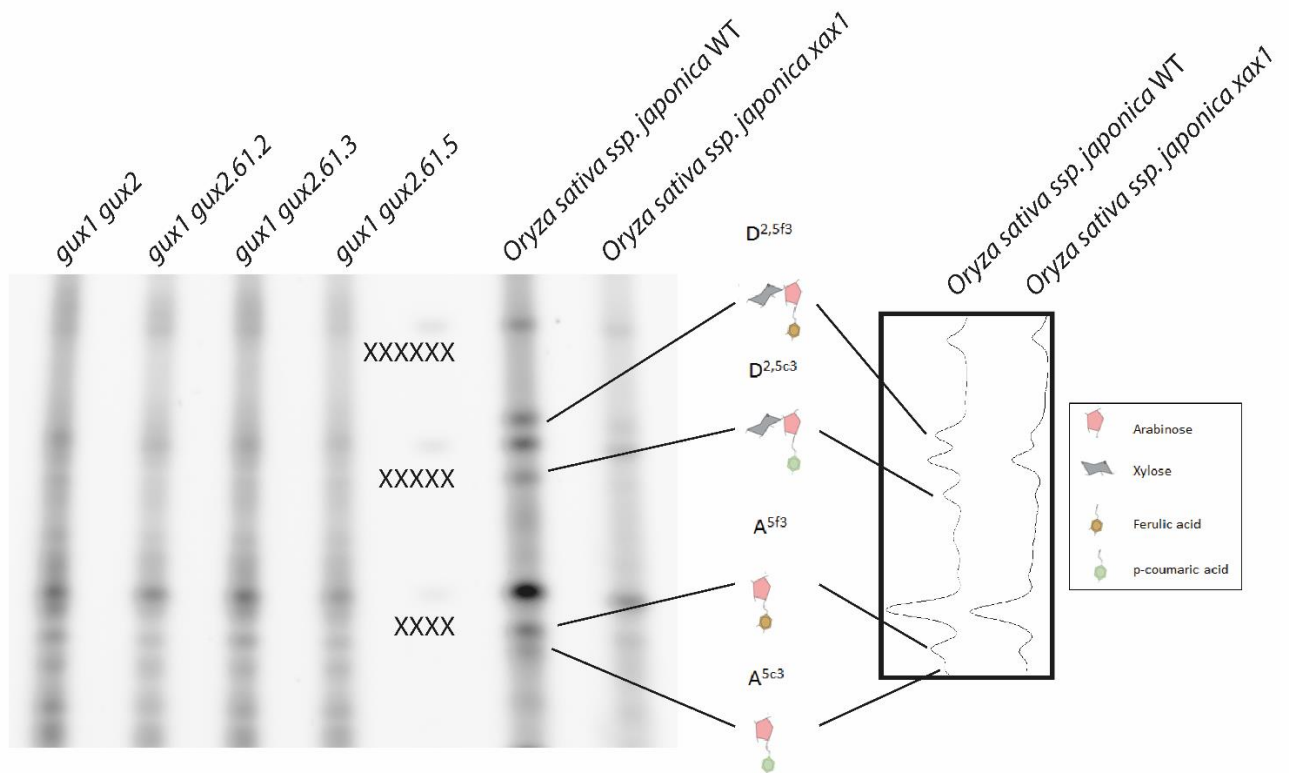 gux1 gux2
gux1 gux2.61.2
gux1 gux2.61.3
gux1 gux2.61.5
Oryza sativa ssp. japonica WT
Oryza sativa ssp. japonica xax1
XXXXXX
XXXXX
XXXX
D2,5f3
D2,5c3
A5f3
A5c3
Oryza sativa ssp. japonica WT
Oryza sativa ssp. japonica xax1
Arabinose
Xylose
Ferulic acid
p-coumaric acid